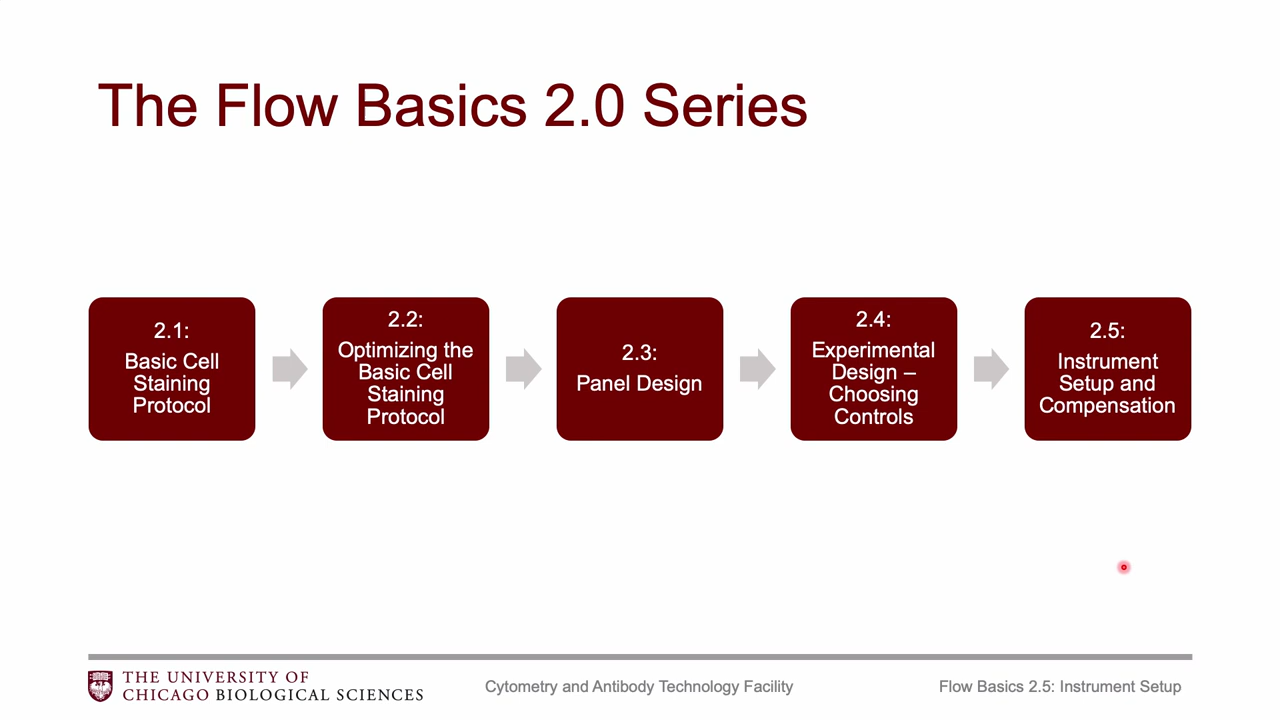 The Flow Basics 2.0 Series
2.1:
Basic Cell
Staining
Protocol
2.2:
Optimizing the
Basic Cell
Staining
Protocol
2.3:
Panel Design
2.4:
Experimental
Design –
Choosing
Controls
2.5:
Instrument
Setup and
Compensation
THE UNIVERSITY OF
CHICAGO BIOLOGICAL SCIENCES
Cytometry and Antibody Technology Facility
Flow Basics 2.5: Instrument Setup